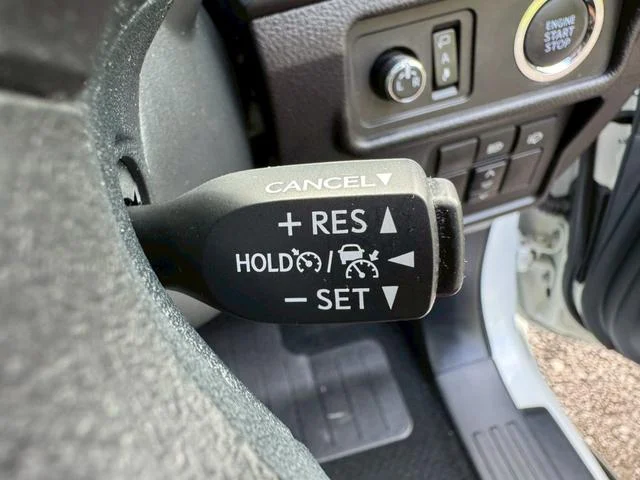 ENGINE
START
STOP
L R
A
CANCEL▼
+ RES ▲
HOLD / ◄
− SET ▼